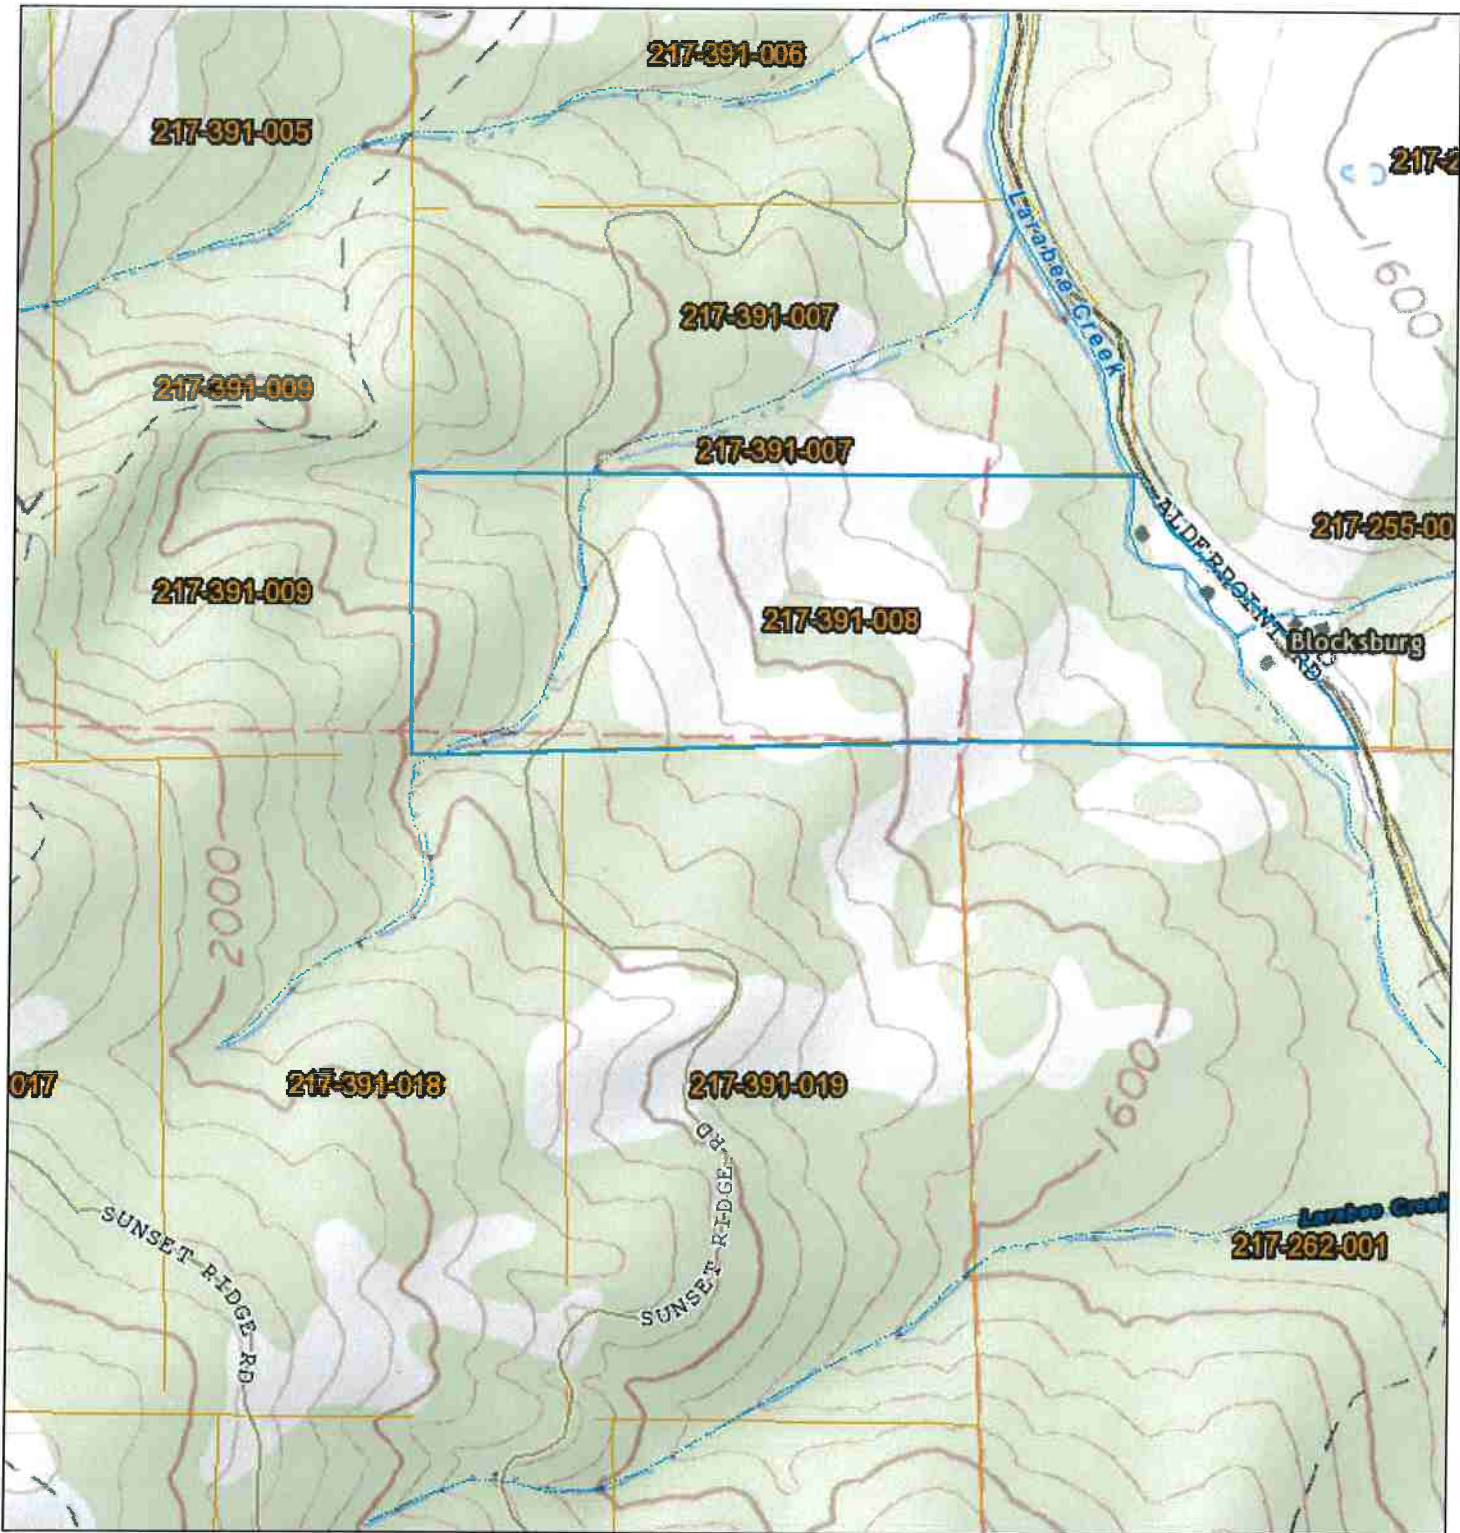 217-391-006
217-391-005
217-2
Larabee Creek
1600
217-391-007
217-391-009
217-391-007
ALDERPOINT RD
217-255-00
217-391-009
217-391-008
Blocksburg
2000
017
217-391-018
217-391-019
1600
SUNSET RIDGE RD
SUNSET RIDGE RD
Larabee Creek
217-262-001